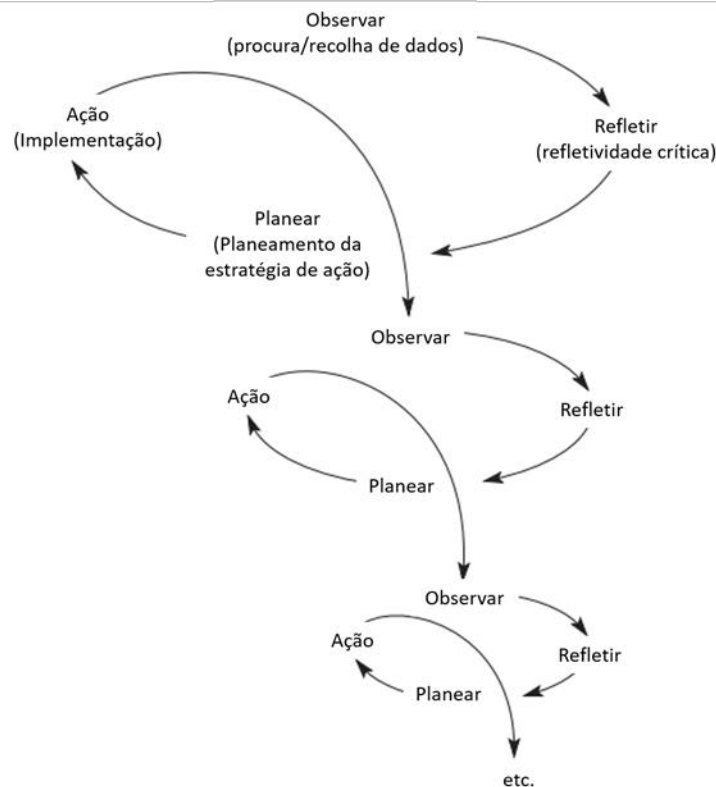 Observar
(procura/recolha de dados)
Ação
(Implementação)
Refletir
(refletividade crítica)
Planear
(Planeamento da
estratégia de ação)
Observar
Ação
Refletir
Planear
Observar
Ação
Refletir
Planear
etc.